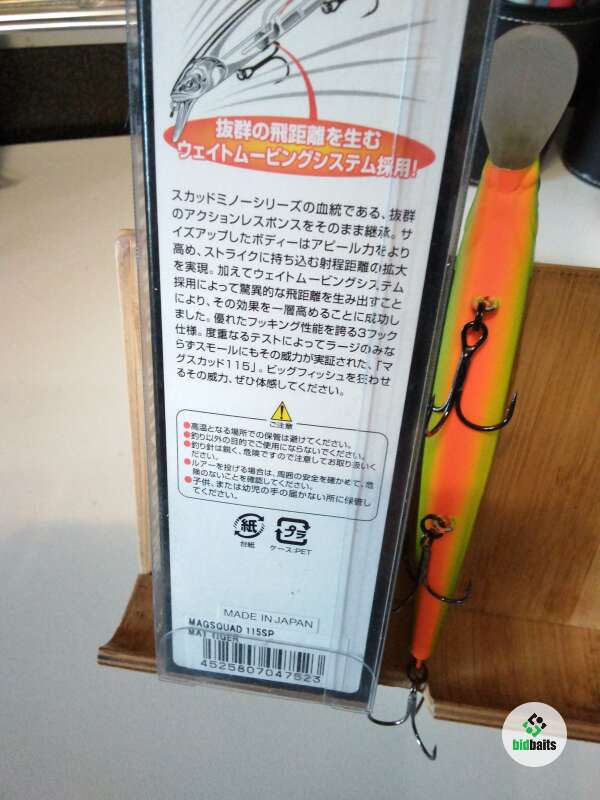 抜群の飛距離を生む
ウェイトムービングシステム採用!
スカッドミノーシリーズの血統である、抜群
のアクションレスポンスをそのまま継承。サ
イズアップしたボディーはアピール力をより
高め、ストライクに持ち込む射程距離の拡大
を実現。加えてウェイトムービングシステム
採用によって驚異的な飛距離を生み出すこと
により、その効果を一層高めることに成功し
ました。優れたフッキング性能を誇る3フック
仕様。度重なるテストによってラージのみな
らずスモールにもその威力が実証された、「マ
グスカッド115」。ビッグフィッシュを狂わせ
るその威力、ぜひ体感してください。
ご注意
●高温となる場所での保管は避けてください。
●釣り以外の目的でご使用にならないでください。
●釣り針は鋭く、危険ですので注意してお取り扱いく
ださい。
●ルアーを投げる場合は、周囲の安全を確かめて、危
険のないことを確認してください。
●子供、または幼児の手の届かない所に保管し
てください。
紙
プラ
台紙
ケース:PET
MADE IN JAPAN
MAGSQUAD 115SP
MAT TIGER
4525807047523
bidbaits